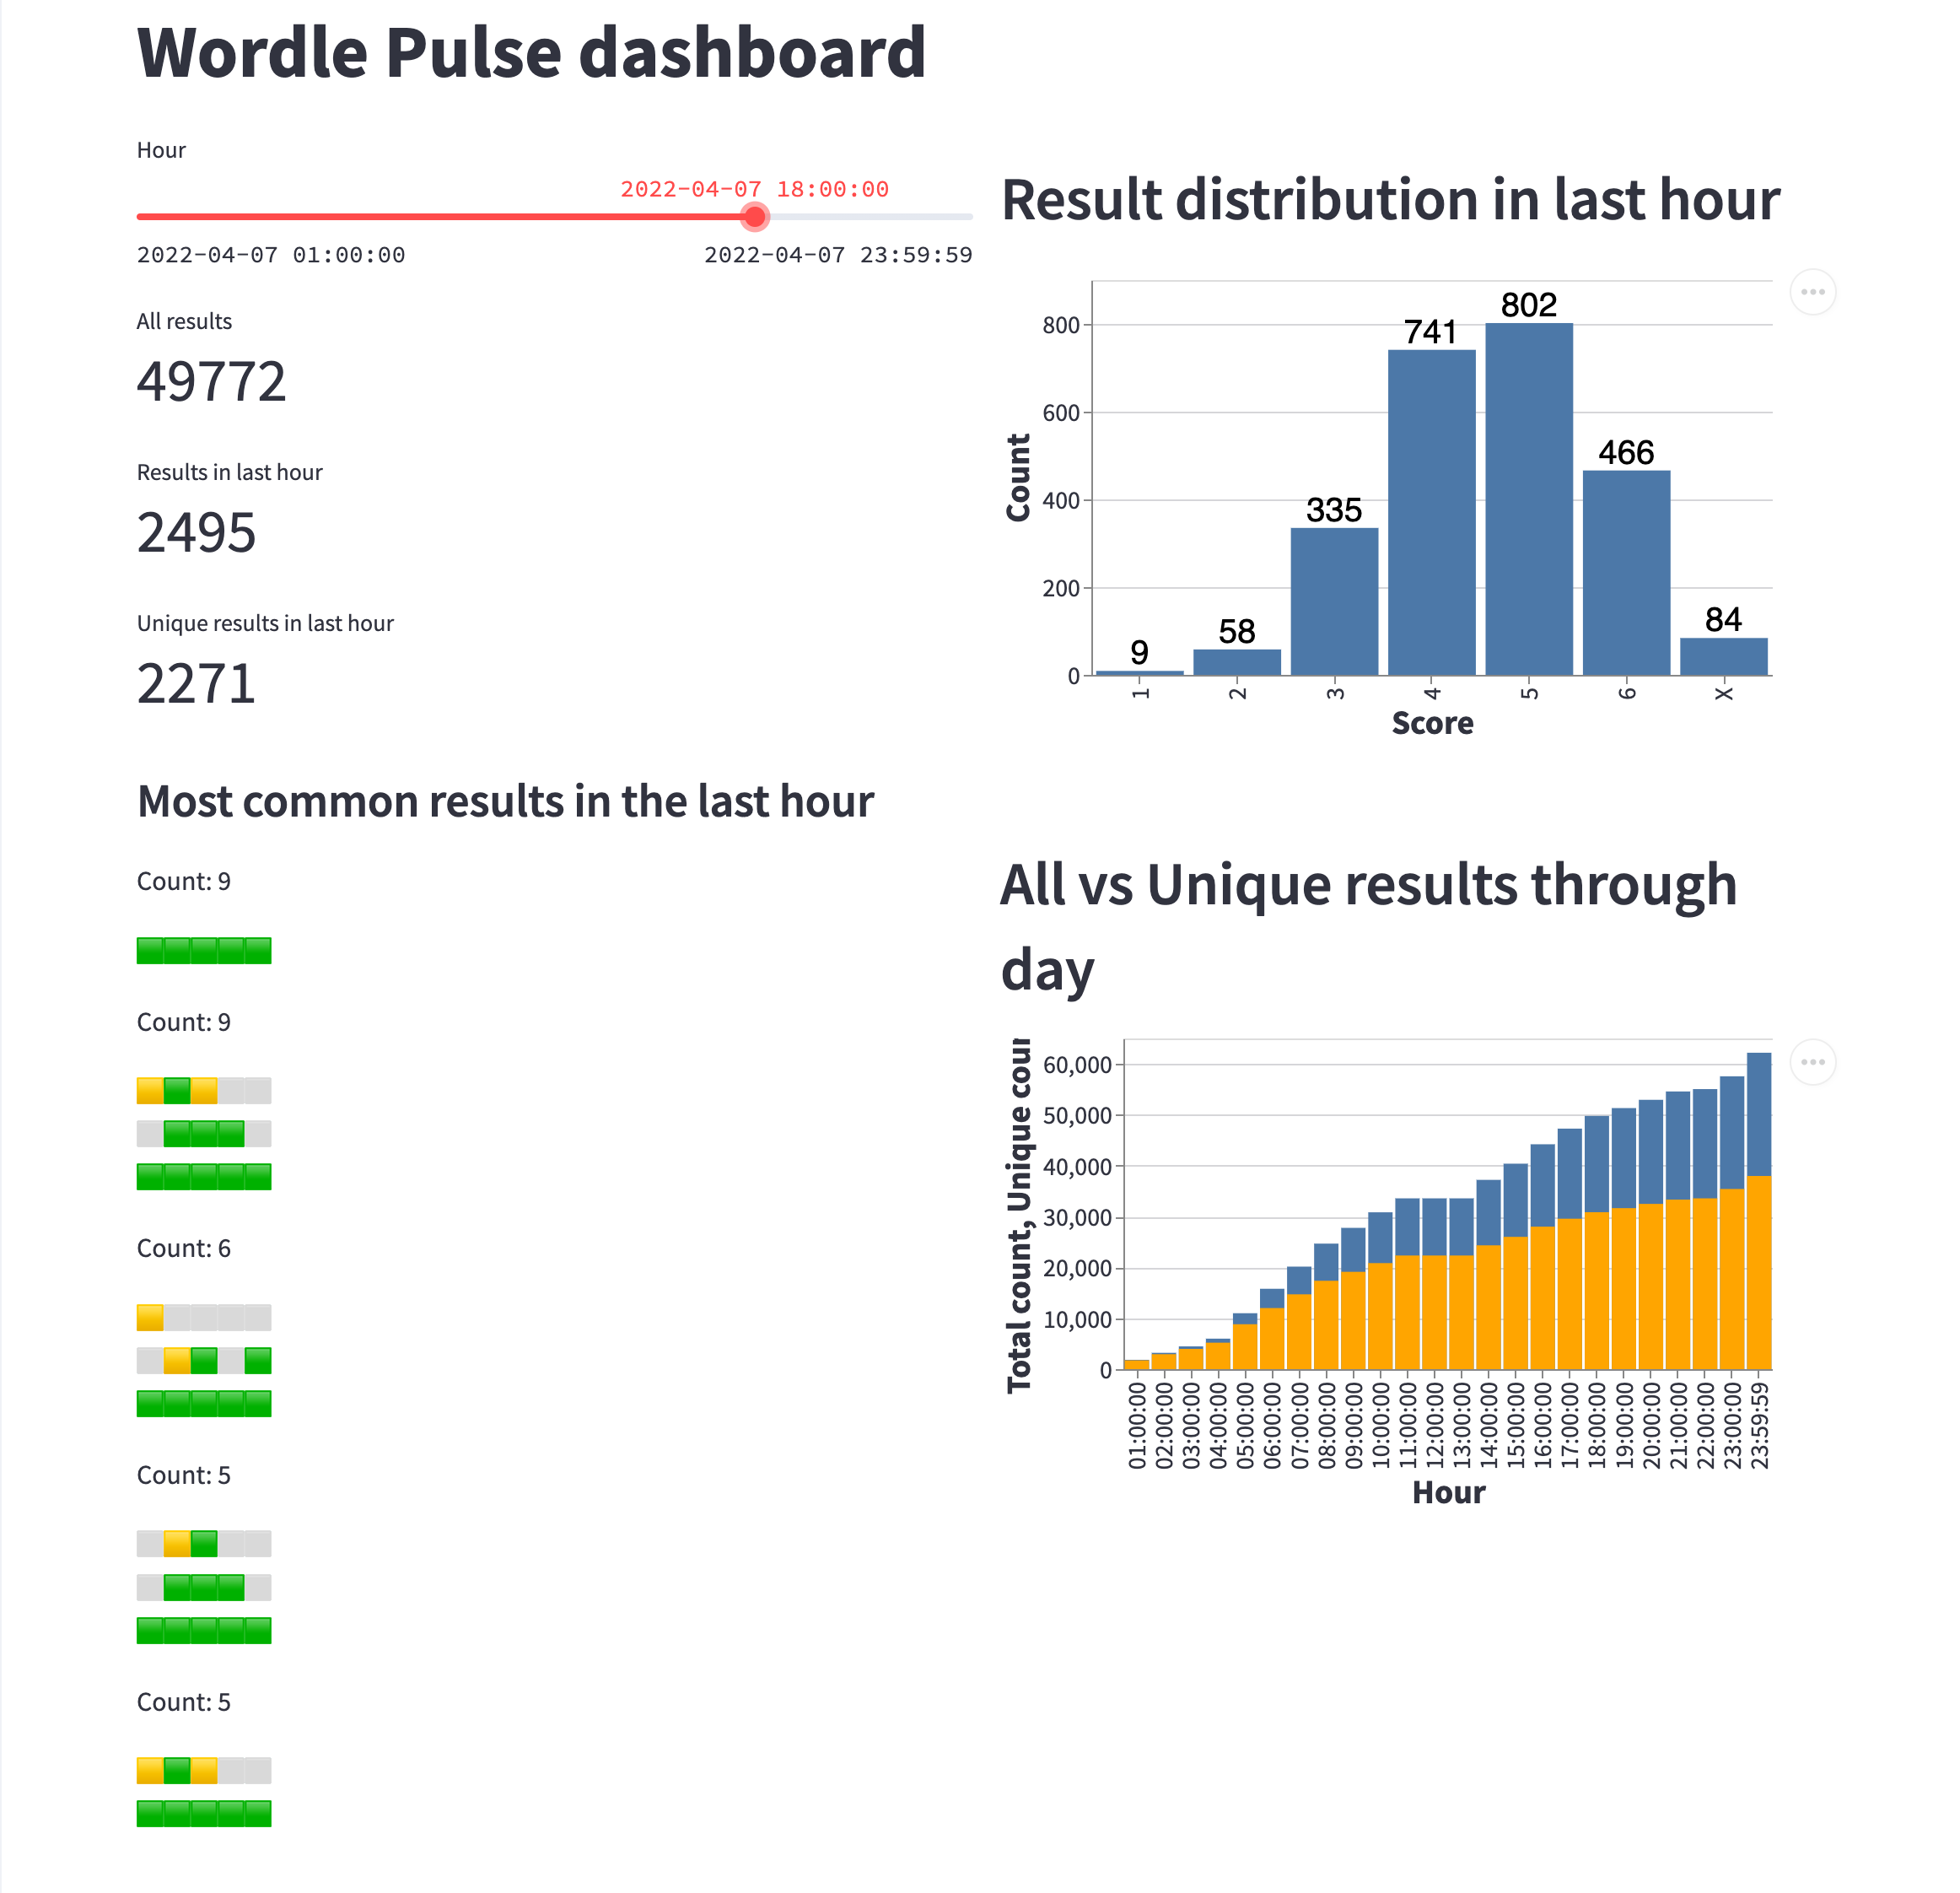 Wordle Pulse dashboard
Hour
2022-04-07 18:00:00
2022-04-07 01:00:00
2022-04-07 23:59:59
All results
49772
Results in last hour
2495
Unique results in last hour
2271
Most common results in the last hour
Count: 9
Count: 9
Count: 6
Count: 5
Count: 5
Result distribution in last hour
Count
800
600
400
200
0
9
58
335
741
802
466
84
1
2
3
4
5
6
X
Score
All vs Unique results through
day
Total count, Unique cour
60,000
50,000
40,000
30,000
20,000
10,000
0
01:00:00
02:00:00
03:00:00
04:00:00
05:00:00
06:00:00
07:00:00
08:00:00
09:00:00
10:00:00
11:00:00
12:00:00
13:00:00
14:00:00
15:00:00
16:00:00
17:00:00
18:00:00
19:00:00
20:00:00
21:00:00
22:00:00
23:00:00
23:59:59
Hour